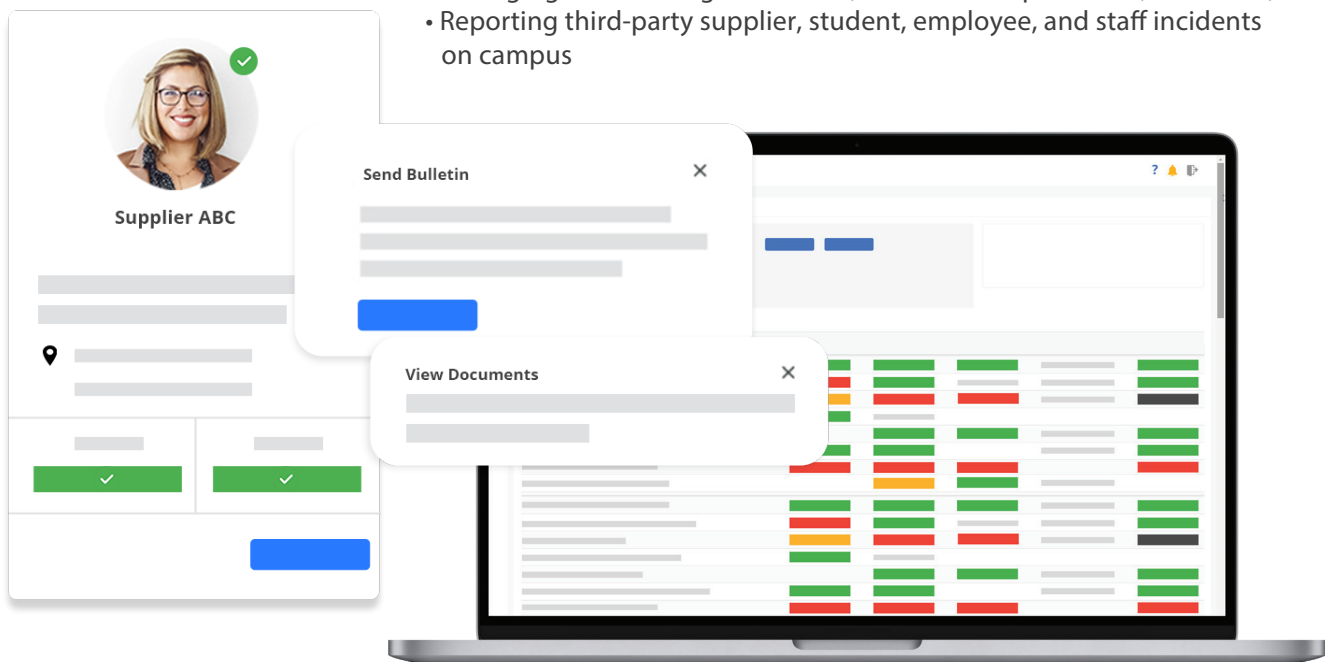 • Reporting third-party supplier, student, employee, and staff incidents
on campus
Supplier ABC
Send Bulletin
?
View Documents